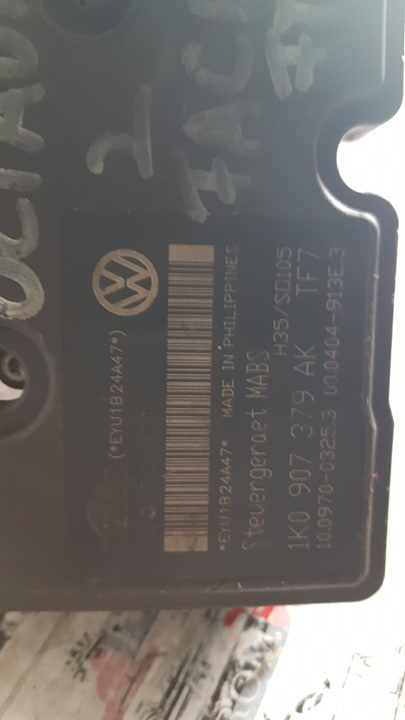 OCTAV
2
(*EYU1B24A47*)
*EYU1B24A47* MADE IN PHILIPPINES
Steuergeraet MABS H35/SD105
1K0 907 379 AK TF7
10.0970-0325.3 00.0404-913E.3